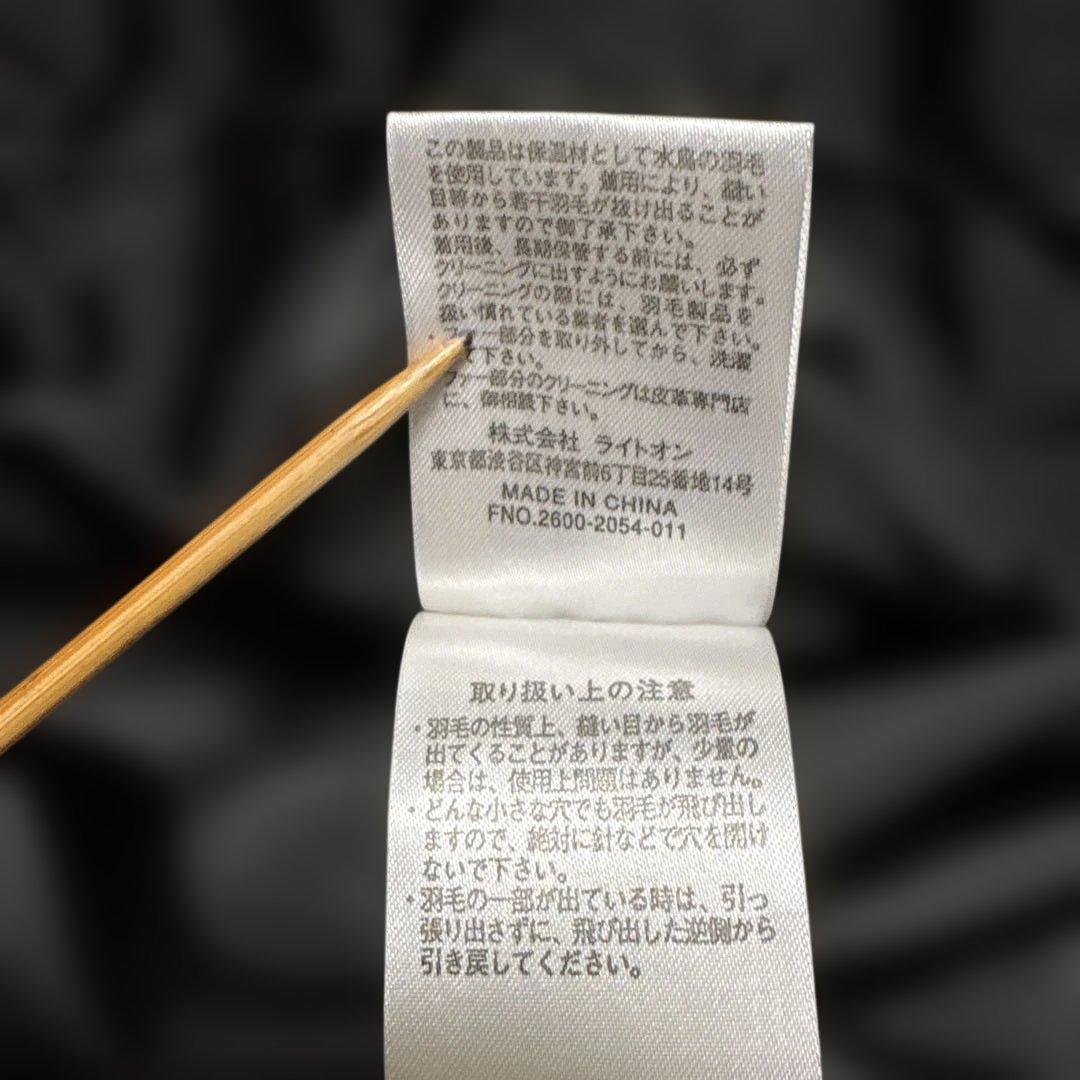 この製品は保温材として水鳥の羽毛
を使用しています。着用により、縫い
目等から若干羽毛が抜け出ることが
ありますので御了承下さい。
着用後、長期保管する前には、必ず
クリーニングに出すようにお願いします。
クリーニングの際には、羽毛製品を
扱い慣れている業者を選んで下さい。
ー部分を取り外してから、洗濯
て下さい。
ファー部分のクリーニングは皮革専門店
に、御相談下さい。
株式会社 ライトオン
東京都渋谷区神宮前6丁目25番地14号
MADE IN CHINA
FNO.2600-2054-011
取り扱い上の注意
・羽毛の性質上、縫い目から羽毛が
出てくることがありますが、少量の
場合は、使用上問題はありません。
・どんな小さな穴でも羽毛が飛び出し
ますので、絶対に針などで穴を開け
ないで下さい。
・羽毛の一部が出ている時は、引っ
張り出さずに、飛び出した逆側から
引き戻してください。